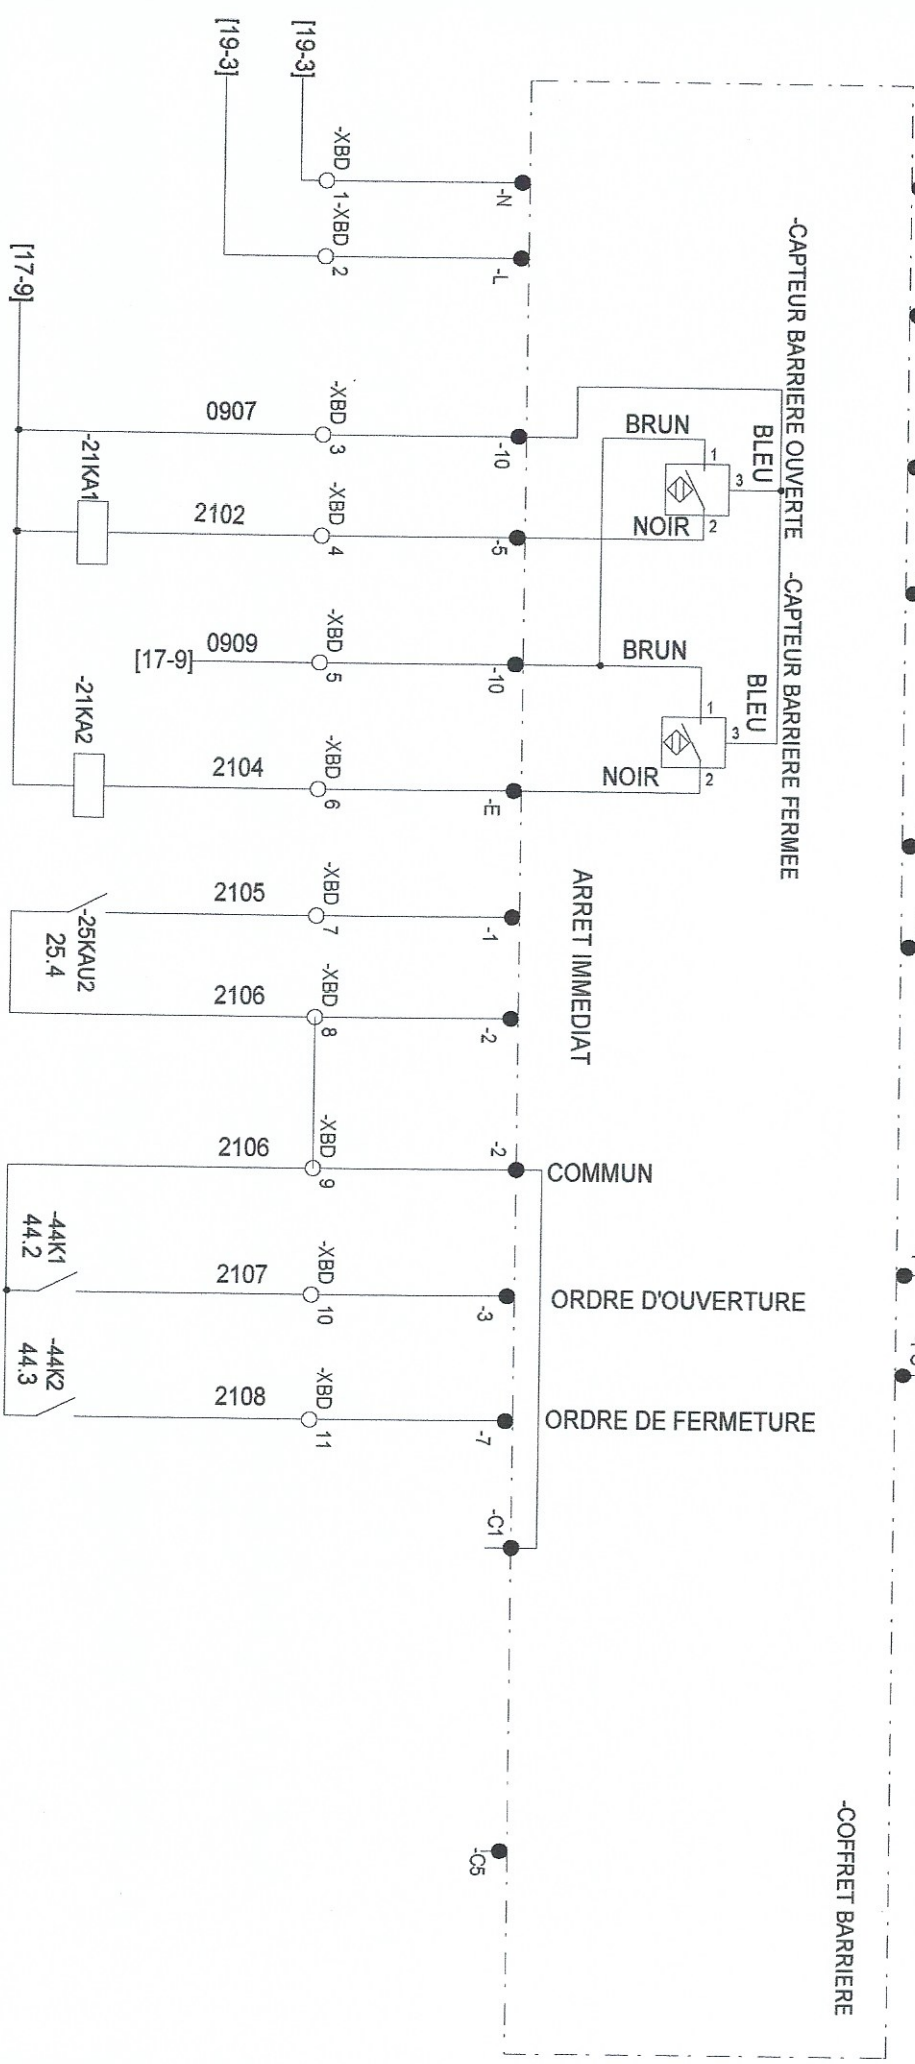 -COFFRET BARRIERE
-CAPTEUR BARRIERE OUVERTE
-CAPTEUR BARRIERE FERMEE
BLEU
BLEU
BRUN
1
3
2
NOIR
BRUN
1
3
2
NOIR
ARRET IMMEDIAT
COMMUN
ORDRE D'OUVERTURE
ORDRE DE FERMETURE
-N
-L
-10
-5
-10
-E
-1
-2
-2
-3
-7
-C1
-C5
[19-3]
[19-3]
-XBD
1
-XBD
2
-XBD
3
-XBD
4
-XBD
5
-XBD
6
-XBD
7
-XBD
8
-XBD
9
-XBD
10
-XBD
11
0907
2102
0909
2104
2105
2106
2106
2107
2108
[17-9]
[17-9]
-21KA1
-21KA2
-25KAU2
25.4
-44K1
44.2
-44K2
44.3